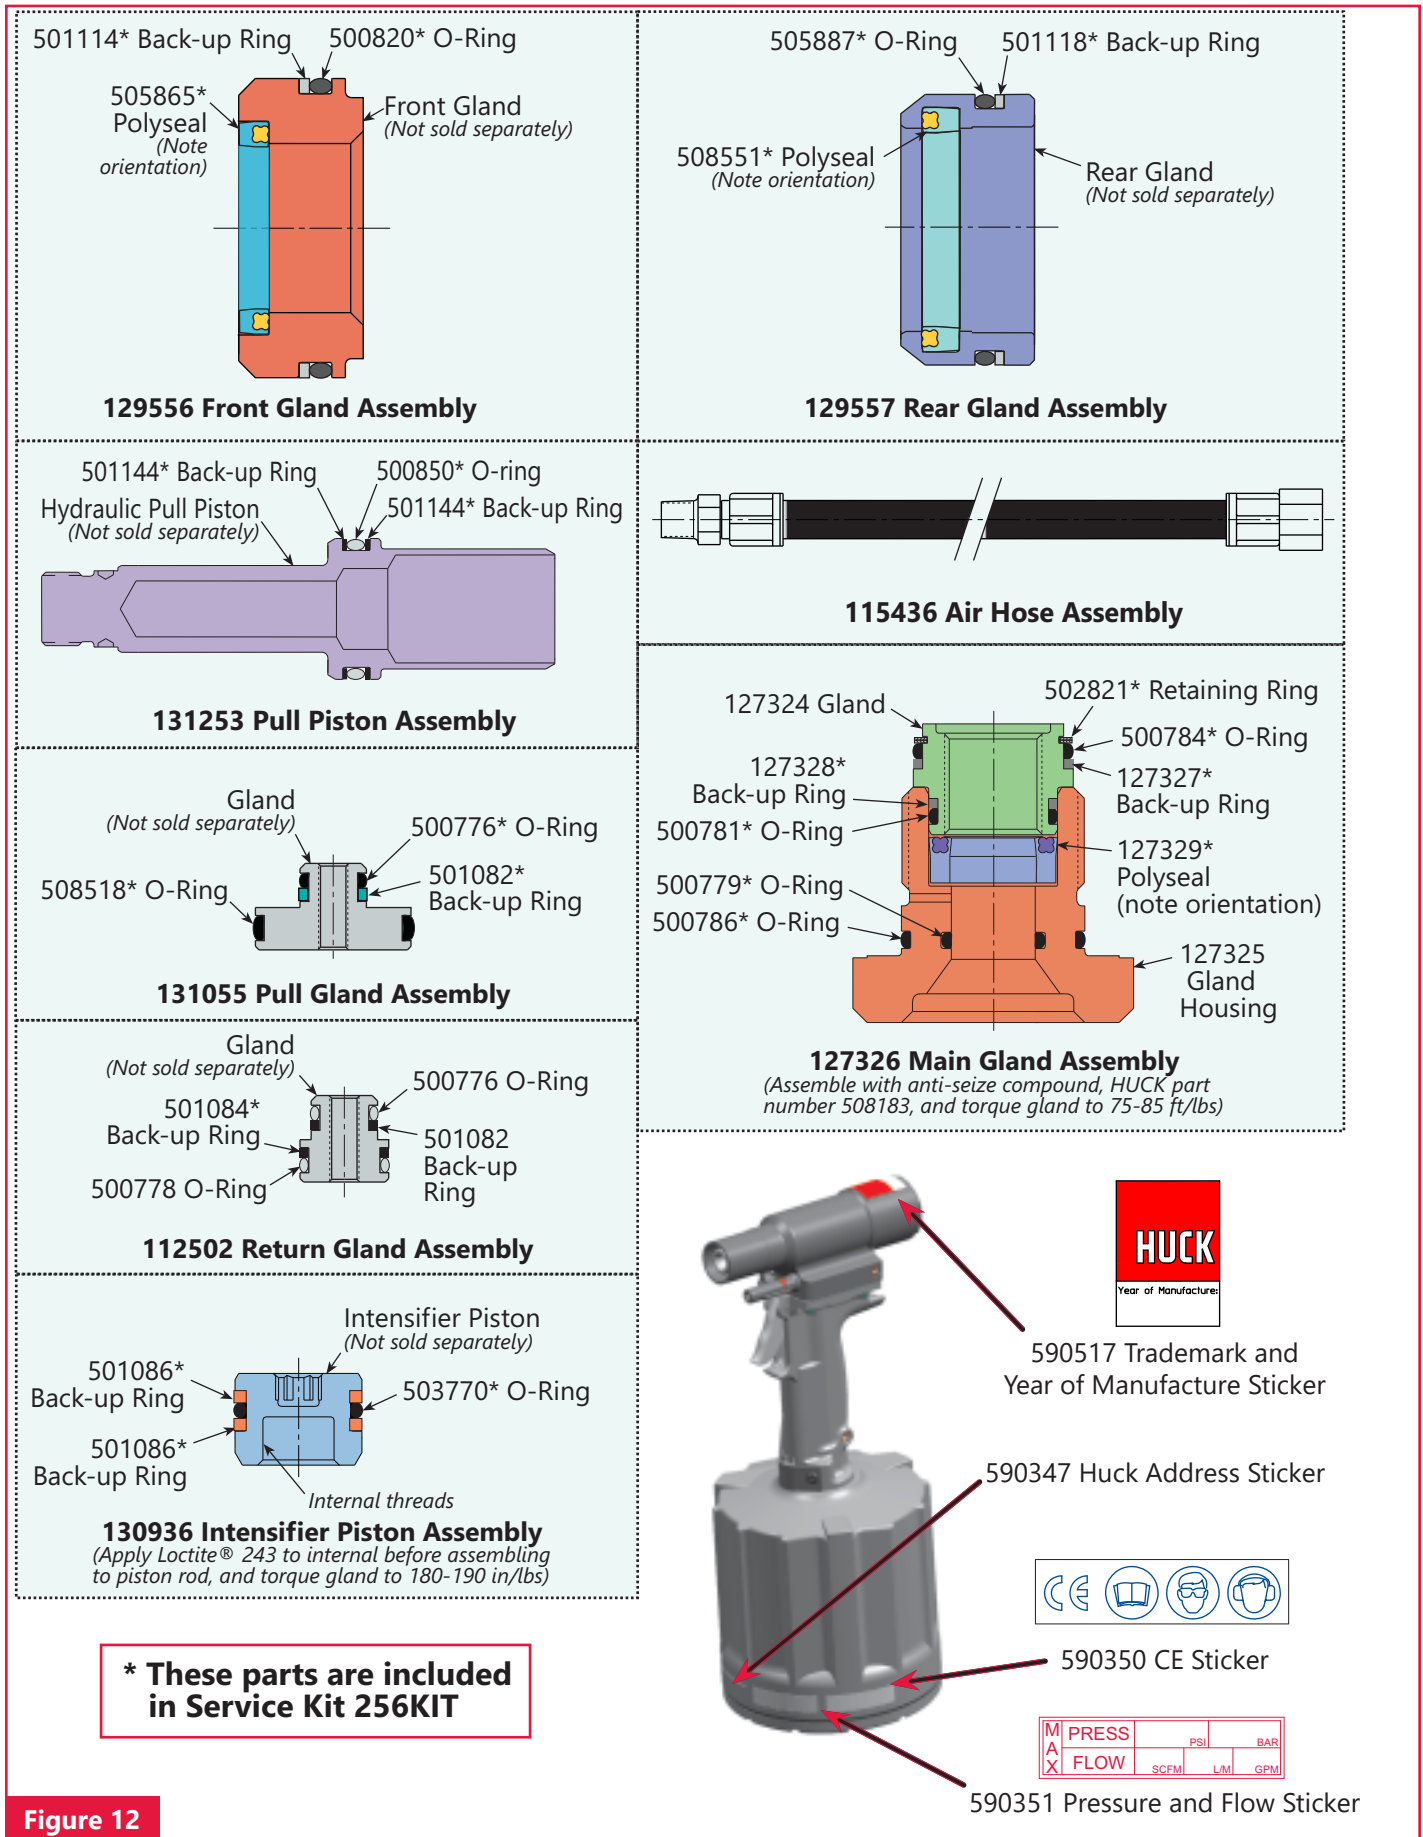 501114* Back-up Ring
500820* O-Ring
505865*
Polyseal
(Note
orientation)
Front Gland
(Not sold separately)
129556 Front Gland Assembly
505887* O-Ring
501118* Back-up Ring
508551* Polyseal
(Note orientation)
Rear Gland
(Not sold separately)
129557 Rear Gland Assembly
501144* Back-up Ring
500850* O-ring
Hydraulic Pull Piston
(Not sold separately)
501144* Back-up Ring
131253 Pull Piston Assembly
115436 Air Hose Assembly
Gland
(Not sold separately)
500776* O-Ring
508518* O-Ring
501082*
Back-up Ring
131055 Pull Gland Assembly
127324 Gland
502821* Retaining Ring
500784* O-Ring
127328*
Back-up Ring
127327*
Back-up Ring
500781* O-Ring
127329*
Polyseal
(note orientation)
500779* O-Ring
500786* O-Ring
127325
Gland
Housing
127326 Main Gland Assembly
(Assemble with anti-seize compound, HUCK part
number 508183, and torque gland to 75-85 ft/lbs)
Gland
(Not sold separately)
500776 O-Ring
501084*
Back-up Ring
501082
Back-up
Ring
500778 O-Ring
112502 Return Gland Assembly
Intensifier Piston
(Not sold separately)
501086*
Back-up Ring
503770* O-Ring
501086*
Back-up Ring
Internal threads
130936 Intensifier Piston Assembly
(Apply Loctite® 243 to internal before assembling
to piston rod, and torque gland to 180-190 in/lbs)
* These parts are included
in Service Kit 256KIT
HUCK
Year of Manufacture:
590517 Trademark and
Year of Manufacture Sticker
590347 Huck Address Sticker
CE
590350 CE Sticker
MAX
PRESS PSI BAR
FLOW SCFM L/M GPM
590351 Pressure and Flow Sticker
Figure 12